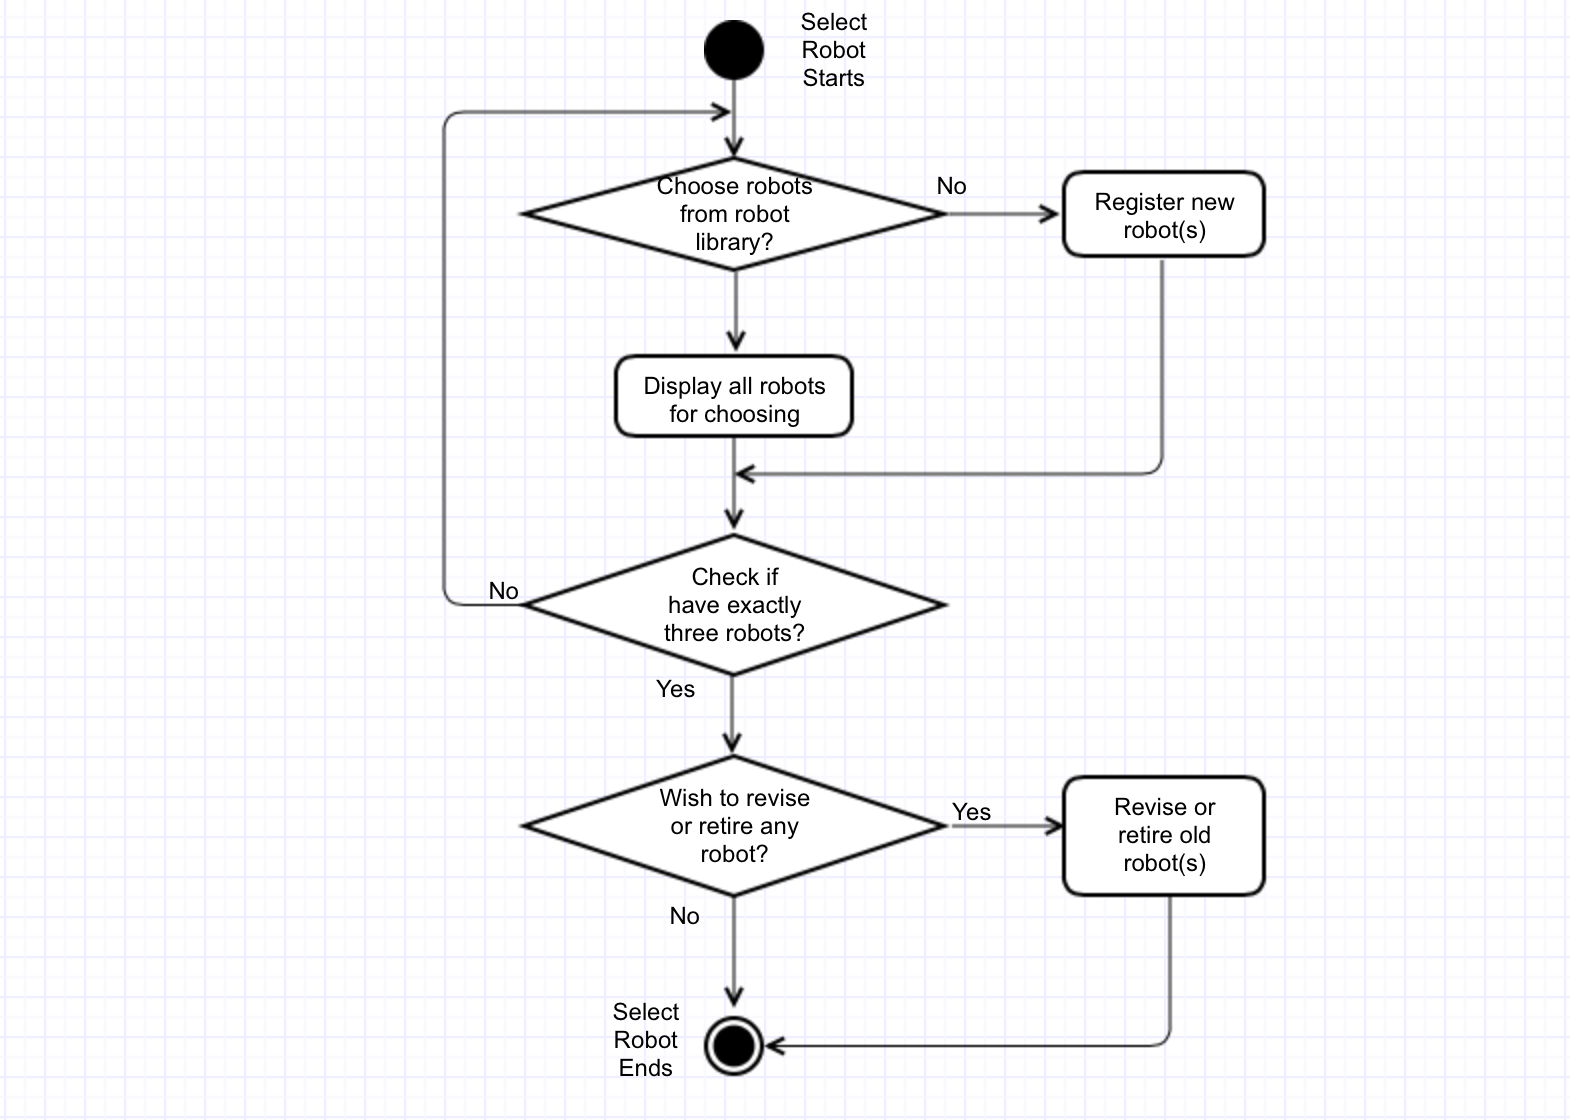 Select
Robot
Starts
Choose robots
from robot
library?
No
Register new
robot(s)
Display all robots
for choosing
Check if
have exactly
three robots?
No
Yes
Wish to revise
or retire any
robot?
Yes
Revise or
retire old
robot(s)
No
Select
Robot
Ends